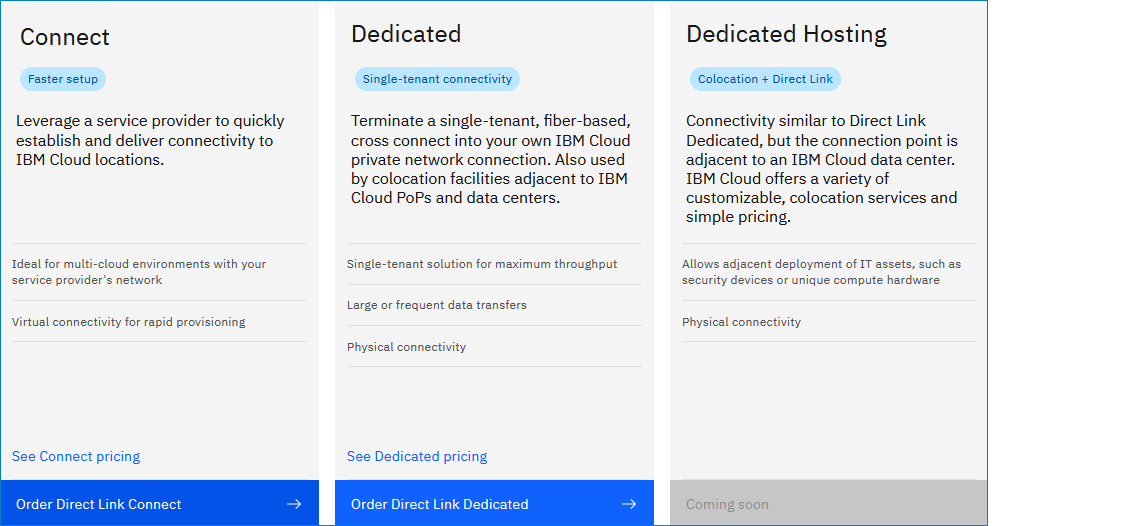 Connect
Faster setup
Leverage a service provider to quickly
establish and deliver connectivity to
IBM Cloud locations.
Ideal for multi-cloud environments with your
service provider's network
Virtual connectivity for rapid provisioning
See Connect pricing
Order Direct Link Connect
Dedicated
Single-tenant connectivity
Terminate a single-tenant, fiber-based,
cross connect into your own IBM Cloud
private network connection. Also used
by colocation facilities adjacent to IBM
Cloud PoPs and data centers.
Single-tenant solution for maximum throughput
Large or frequent data transfers
Physical connectivity
See Dedicated pricing
Order Direct Link Dedicated
Dedicated Hosting
Colocation + Direct Link
Connectivity similar to Direct Link
Dedicated, but the connection point is
adjacent to an IBM Cloud data center.
IBM Cloud offers a variety of
customizable, colocation services and
simple pricing.
Allows adjacent deployment of IT assets, such as
security devices or unique compute hardware
Physical connectivity
Coming soon